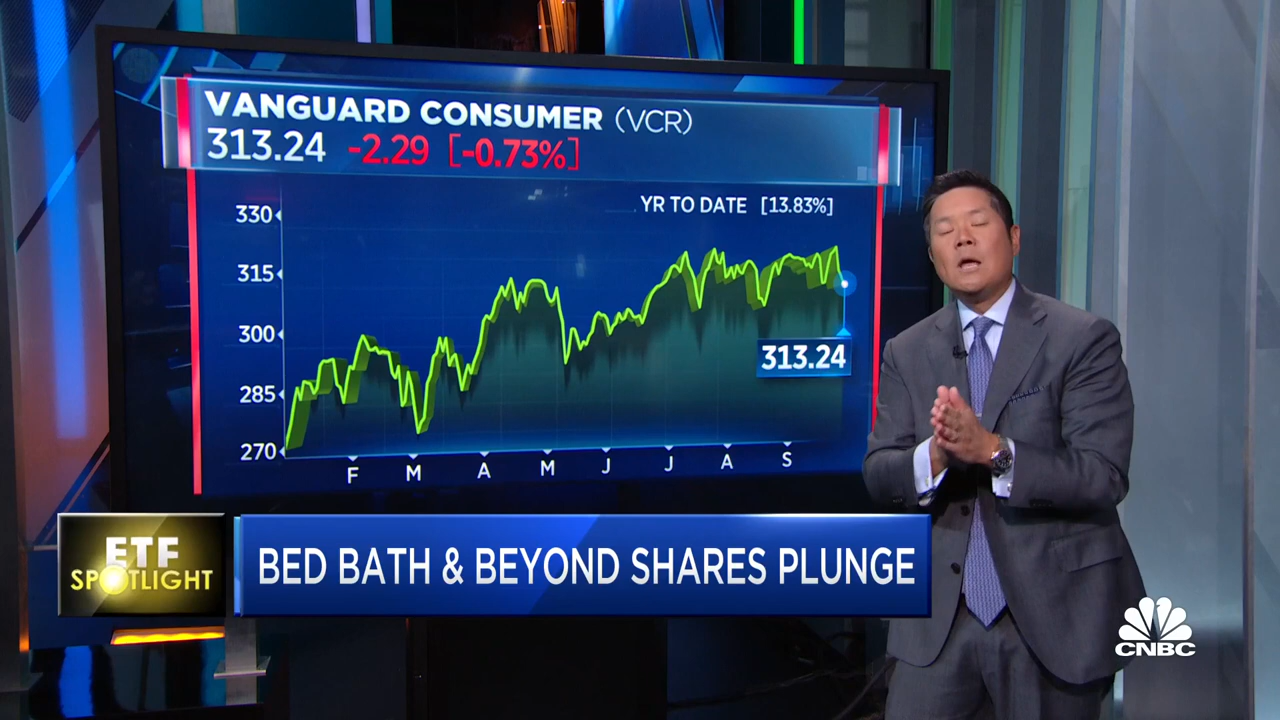 VANGUARD CONSUMER (VCR)
313.24 -2.29 [-0.73%]
YR TO DATE [13.83%]
330
315
300
285
270
313.24
F M A M J J A S
ETF
SPOTLIGHT
BED BATH & BEYOND SHARES PLUNGE
CNBC